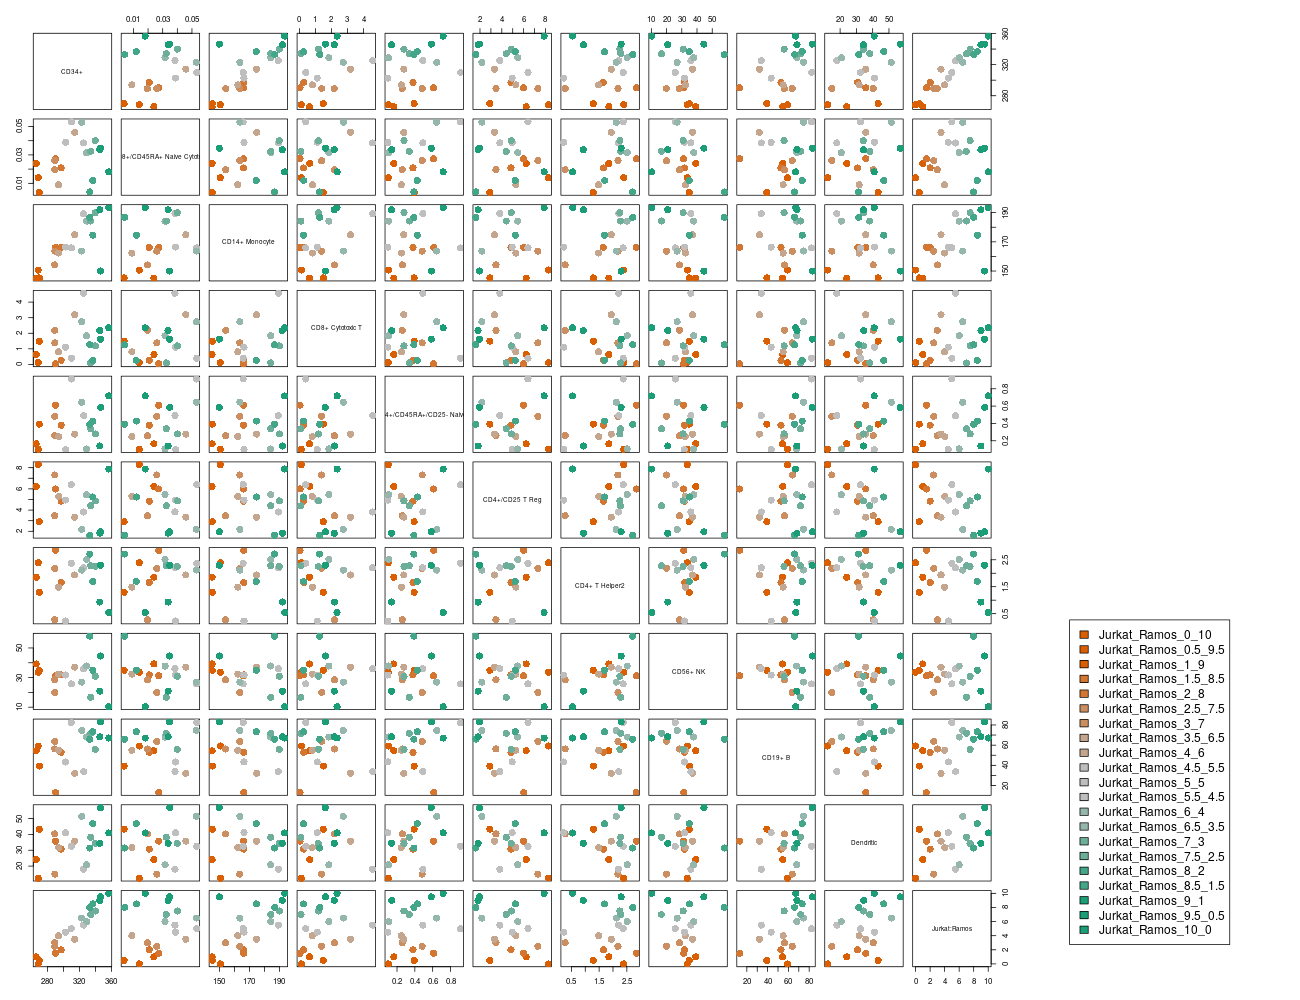 0.01 0.03 0.05 0 1 2 3 4 2 4 6 8 10 20 30 40 50 20 30 40 50
CD34+ 280 320 360
0.01 0.03 0.05 8+/CD45RA+ Naive Cytot
CD14+ Monocyte 150 170 190
0 1 2 3 4 CD8+ Cytotoxic T
4+/CD45RA+/CD25- Naiv 0.2 0.4 0.6 0.8
2 4 6 8 CD4+/CD25 T Reg
CD4+ T Helper2 0.5 1.5 2.5
10 30 50 CD56+ NK
CD19+ B 20 40 60 80
20 30 40 50 Dendritic
Jurkat:Ramos 0 2 4 6 8 10
280 320 360 150 170 190 0.2 0.4 0.6 0.8 0.5 1.5 2.5 20 40 60 80 0 2 4 6 8 10
Jurkat_Ramos_0_10
Jurkat_Ramos_0.5_9.5
Jurkat_Ramos_1_9
Jurkat_Ramos_1.5_8.5
Jurkat_Ramos_2_8
Jurkat_Ramos_2.5_7.5
Jurkat_Ramos_3_7
Jurkat_Ramos_3.5_6.5
Jurkat_Ramos_4_6
Jurkat_Ramos_4.5_5.5
Jurkat_Ramos_5_5
Jurkat_Ramos_5.5_4.5
Jurkat_Ramos_6_4
Jurkat_Ramos_6.5_3.5
Jurkat_Ramos_7_3
Jurkat_Ramos_7.5_2.5
Jurkat_Ramos_8_2
Jurkat_Ramos_8.5_1.5
Jurkat_Ramos_9_1
Jurkat_Ramos_9.5_0.5
Jurkat_Ramos_10_0